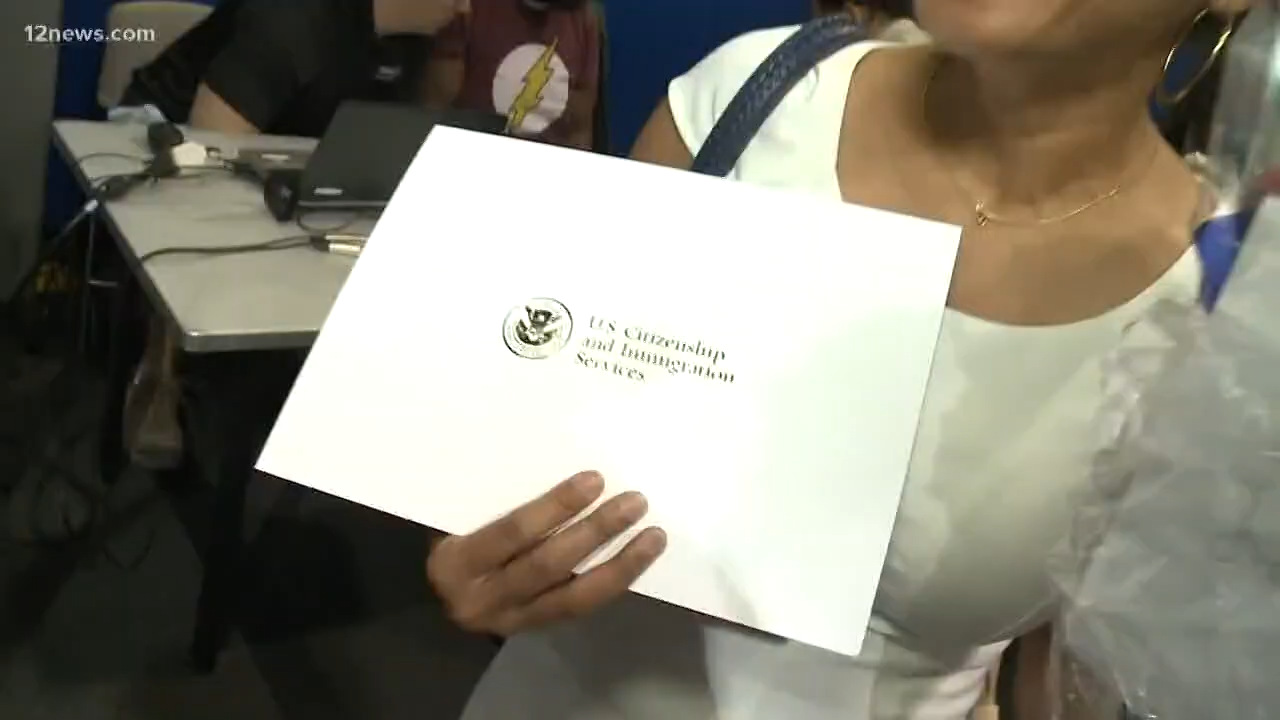 12news.com
U.S. Citizenship
and Immigration
Services